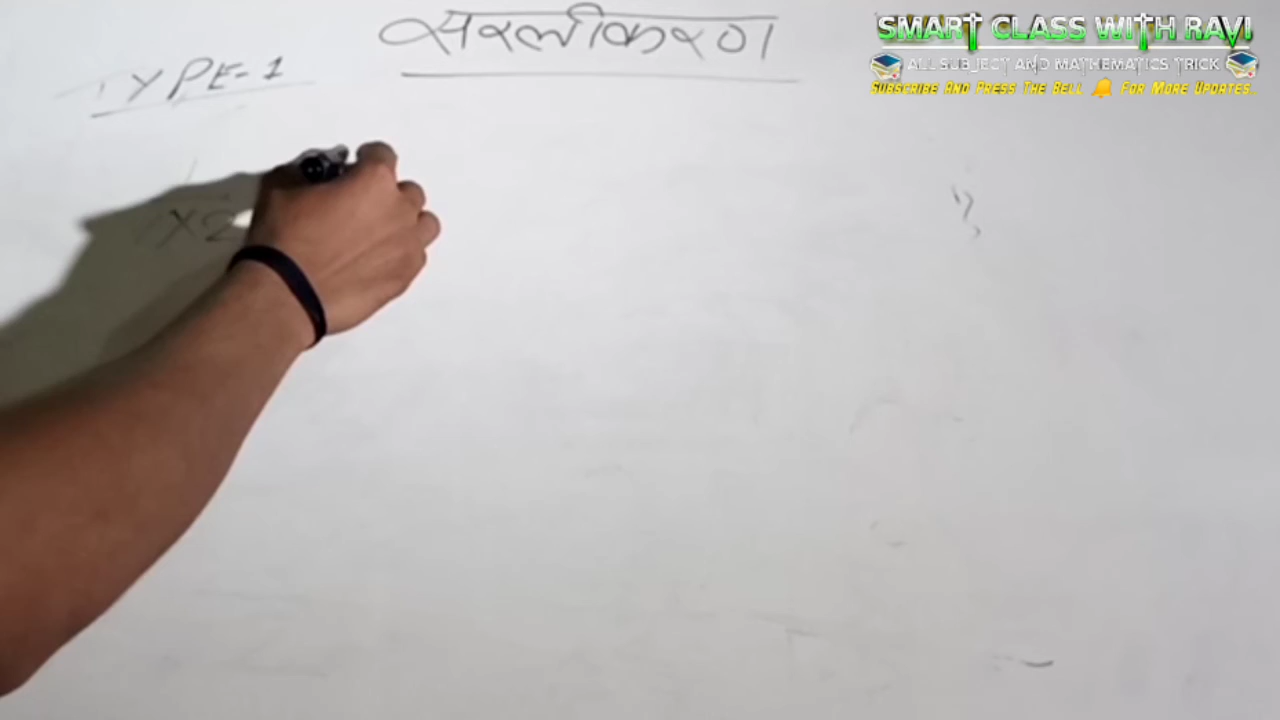 सरलीकरण
TYPE-1
X2
SMART CLASS WITH RAVI
ALL SUBJECT AND MATHEMATICS TRICK
SUBSCRIBE AND PRESS THE BELL 🔔 FOR MORE UPDATES..